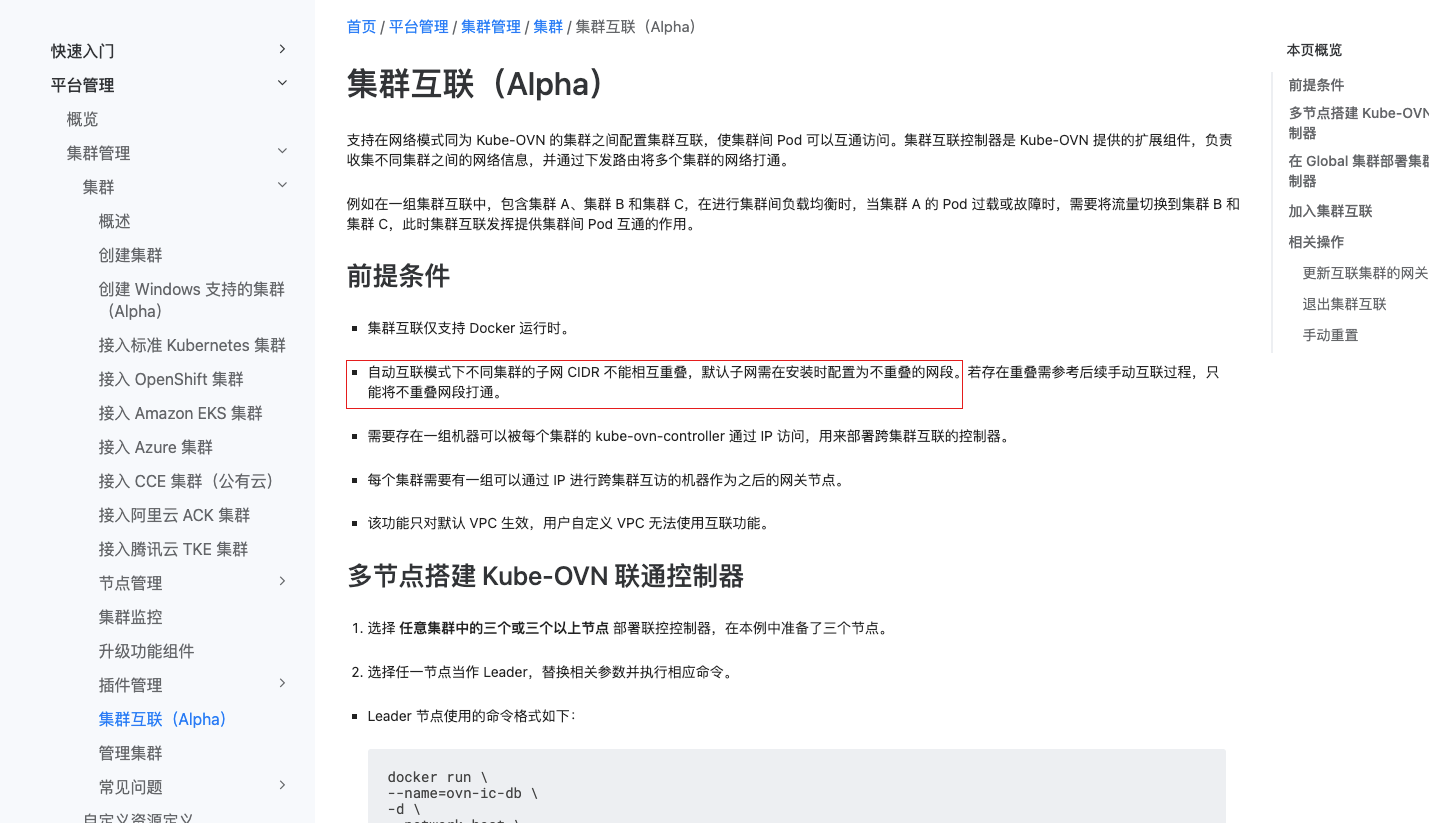 快速入门
平台管理
概览
集群管理
集群
概述
创建集群
创建 Windows 支持的集群
（Alpha）
接入标准 Kubernetes 集群
接入 OpenShift 集群
接入 Amazon EKS 集群
接入 Azure 集群
接入 CCE 集群（公有云）
接入阿里云 ACK 集群
接入腾讯云 TKE 集群
节点管理
集群监控
升级功能组件
插件管理
集群互联（Alpha）
管理集群
常见问题
自定义资源定义
首页 / 平台管理 / 集群管理 / 集群 / 集群互联（Alpha）
集群互联（Alpha）
支持在网络模式同为 Kube-OVN 的集群之间配置集群互联，使集群间 Pod 可以互通访问。集群互联控制器是 Kube-OVN 提供的扩展组件，负责
收集不同集群之间的网络信息，并通过下发路由将多个集群的网络打通。
例如在一组集群互联中，包含集群 A、集群 B 和集群 C，在进行集群间负载均衡时，当集群 A 的 Pod 过载或故障时，需要将流量切换到集群 B 和
集群 C，此时集群互联发挥提供集群间 Pod 互通的作用。
前提条件
集群互联仅支持 Docker 运行时。
自动互联模式下不同集群的子网 CIDR 不能相互重叠，默认子网需在安装时配置为不重叠的网段。若存在重叠需参考后续手动互联过程，只
能将不重叠网段打通。
需要存在一组机器可以被每个集群的 kube-ovn-controller 通过 IP 访问，用来部署跨集群互联的控制器。
每个集群需要有一组可以通过 IP 进行跨集群互访的机器作为之后的网关节点。
该功能只对默认 VPC 生效，用户自定义 VPC 无法使用互联功能。
多节点搭建 Kube-OVN 联通控制器
1. 选择 任意集群中的三个或三个以上节点 部署联控控制器，在本例中准备了三个节点。
2. 选择任一节点当作 Leader，替换相关参数并执行相应命令。
Leader 节点使用的命令格式如下：
docker run \
--name=ovn-ic-db \
-d \
本页概览
前提条件
多节点搭建 Kube-OVN
制器
在 Global 集群部署集群
制器
加入集群互联
相关操作
更新互联集群的网关
退出集群互联
手动重置